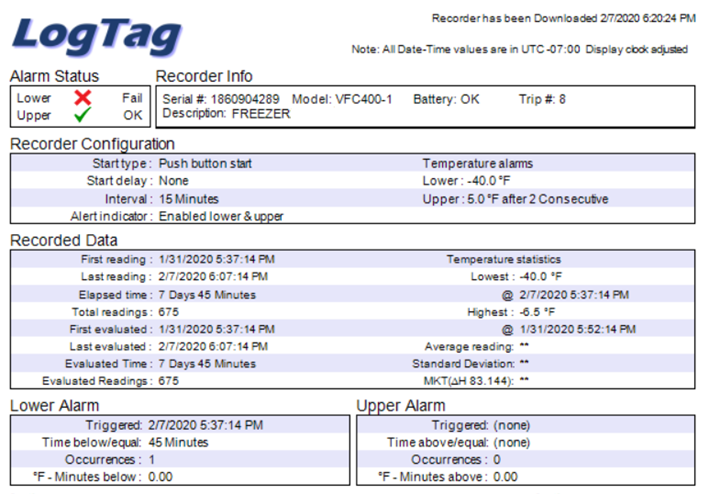 LogTag
Recorder has been Downloaded 2/7/2020 6:20:24 PM
Note: All Date-Time values are in UTC -07:00 Display clock adjusted
Alarm Status
Lower Fail
Upper OK
Recorder Info
Serial #: 1860904289 Model: VFC400-1 Battery: OK Trip #: 8
Description: FREEZER
Recorder Configuration
Start type : Push button start
Start delay : None
Interval : 15 Minutes
Alert indicator : Enabled lower & upper
Temperature alarms
Lower : -40.0 °F
Upper : 5.0 °F after 2 Consecutive
Recorded Data
First reading : 1/31/2020 5:37:14 PM
Last reading : 2/7/2020 6:07:14 PM
Elapsed time : 7 Days 45 Minutes
Total readings : 675
First evaluated : 1/31/2020 5:37:14 PM
Last evaluated : 2/7/2020 6:07:14 PM
Evaluated Time : 7 Days 45 Minutes
Evaluated Readings : 675
Temperature statistics
Lowest : -40.0 °F
@ 2/7/2020 5:37:14 PM
Highest : -6.5 °F
@ 1/31/2020 5:52:14 PM
Average reading: **
Standard Deviation: **
MKT(ΔH 83.144): **
Lower Alarm
Triggered: 2/7/2020 5:37:14 PM
Time below/equal: 45 Minutes
Occurrences : 1
°F - Minutes below : 0.00
Upper Alarm
Triggered: (none)
Time above/equal: (none)
Occurrences : 0
°F - Minutes above : 0.00